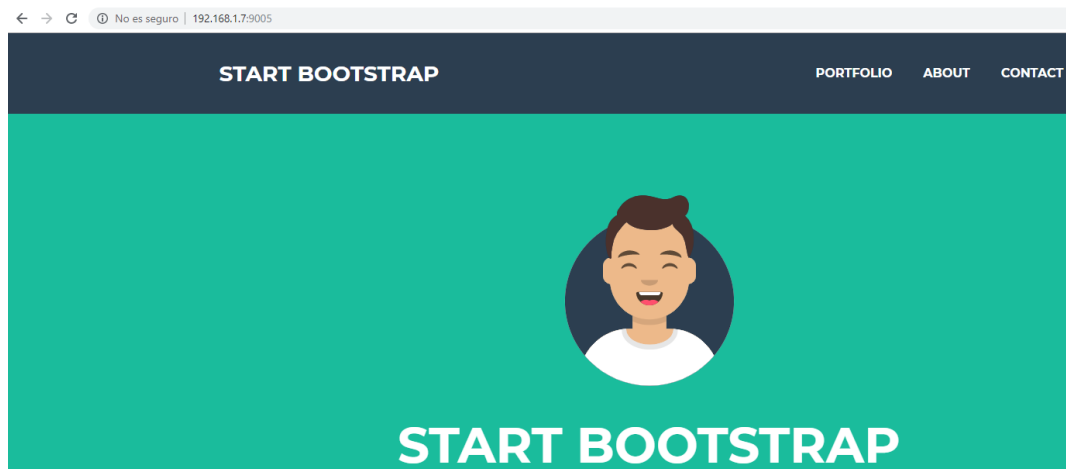 No es seguro | 192.168.1.7:9005
START BOOTSTRAP PORTFOLIO ABOUT CONTACT
START BOOTSTRAP